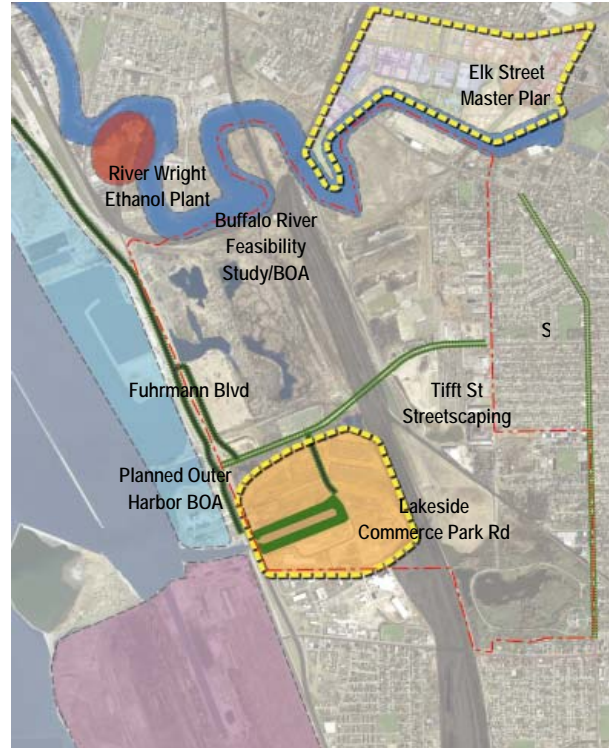 Elk Street
Master Plan
River Wright
Ethanol Plant
Buffalo River
Feasibility
Study/BOA
S
Fuhrmann Blvd
Tifft St
Streetscaping
Planned Outer
Harbor BOA
Lakeside
Commerce Park Rd